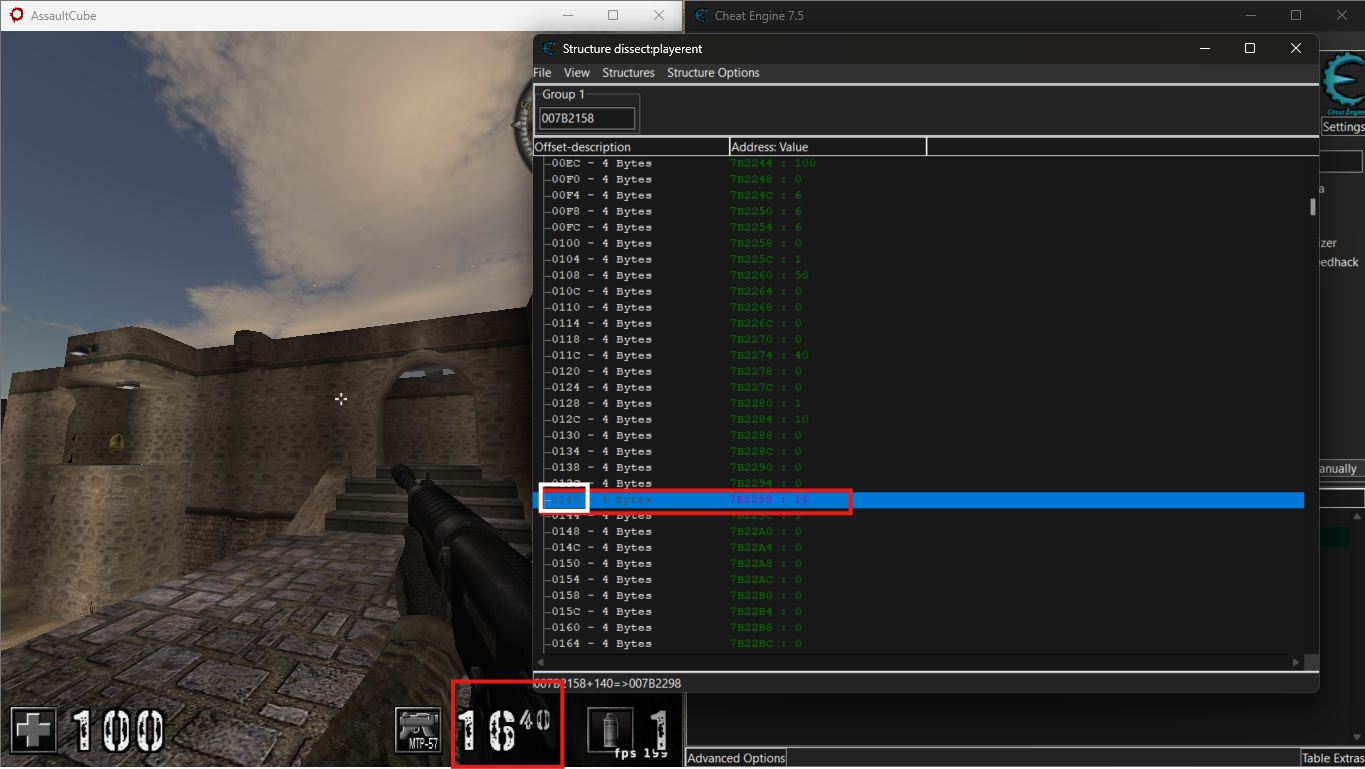 AssaultCube
Cheat Engine 7.5
Structure dissect:playerent
File View Structures Structure Options
Group 1
007B2158
Cheat Engine
Settings
Offset-description Address: Value
00EC - 4 Bytes 7B2244 : 100
00F0 - 4 Bytes 7B2248 : 0
00F4 - 4 Bytes 7B224C : 6
00F8 - 4 Bytes 7B2250 : 6
00FC - 4 Bytes 7B2254 : 6
0100 - 4 Bytes 7B2258 : 0
0104 - 4 Bytes 7B225C : 1
0108 - 4 Bytes 7B2260 : 50
010C - 4 Bytes 7B2264 : 0
0110 - 4 Bytes 7B2268 : 0
0114 - 4 Bytes 7B226C : 0
0118 - 4 Bytes 7B2270 : 0
011C - 4 Bytes 7B2274 : 40
0120 - 4 Bytes 7B2278 : 0
0124 - 4 Bytes 7B227C : 0
0128 - 4 Bytes 7B2280 : 1
012C - 4 Bytes 7B2284 : 10
0130 - 4 Bytes 7B2288 : 0
0134 - 4 Bytes 7B228C : 0
0138 - 4 Bytes 7B2290 : 0
013C - 4 Bytes 7B2294 : 0
0140 - 4 Bytes 7B2298 : 16
0144 - 4 Bytes 7B229C : 1
0148 - 4 Bytes 7B22A0 : 0
014C - 4 Bytes 7B22A4 : 0
0150 - 4 Bytes 7B22A8 : 0
0154 - 4 Bytes 7B22AC : 0
0158 - 4 Bytes 7B22B0 : 0
015C - 4 Bytes 7B22B4 : 0
0160 - 4 Bytes 7B22B8 : 0
0164 - 4 Bytes 7B22BC : 0
007B2158+140=>007B2298
S
a
zer
eedhack
anually
100
MTP-57
16 40
1
fps 199
Advanced Options
Table Extras